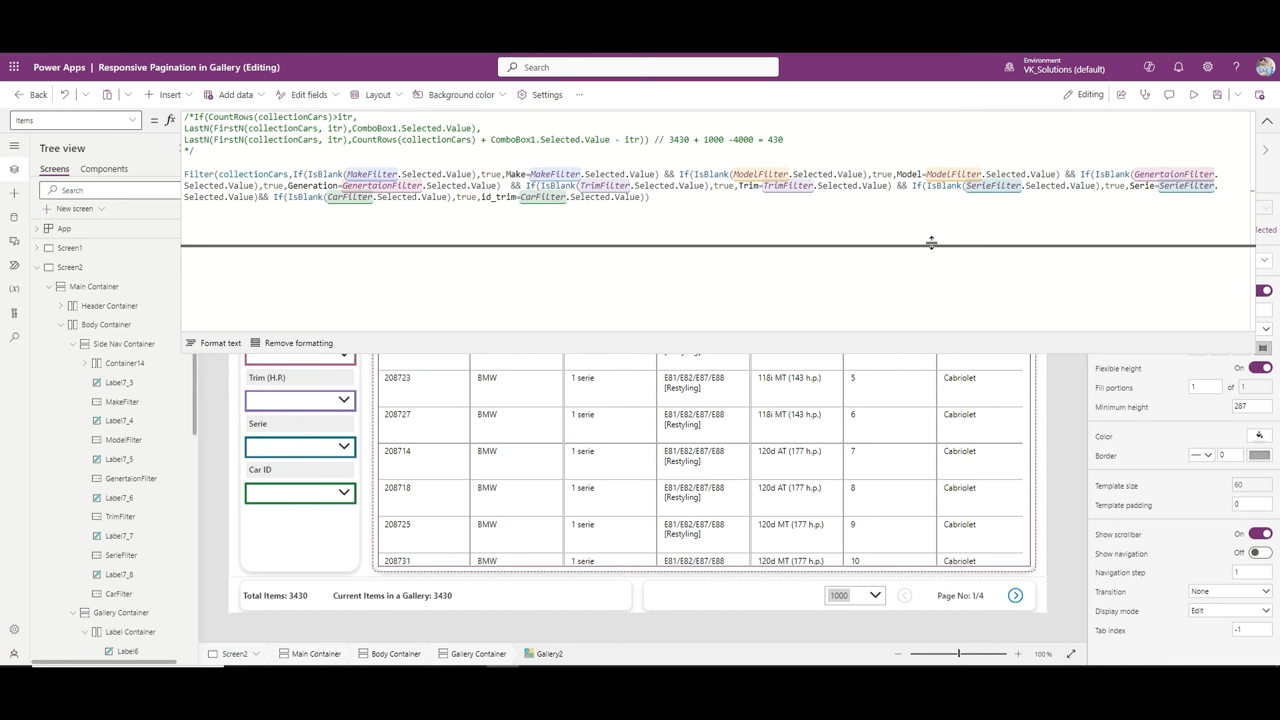 Power Apps | Responsive Pagination in Gallery (Editing)
Search
Environment
VK_Solutions (default)
Back
Insert
Add data
Edit fields
Layout
Background color
Settings
Editing
Items
= fx
/*If(CountRows(collectionCars)>itr,
LastN(FirstN(collectionCars, itr),ComboBox1.Selected.Value),
LastN(FirstN(collectionCars, itr),CountRows(collectionCars) + ComboBox1.Selected.Value - itr)) // 3430 + 1000 -4000 = 430
*/
Filter(collectionCars,If(IsBlank(MakeFilter.Selected.Value),true,Make=MakeFilter.Selected.Value) && If(IsBlank(ModelFilter.Selected.Value),true,Model=ModelFilter.Selected.Value) && If(IsBlank(GenertaionFilter.
Selected.Value),true,Generation=GenertaionFilter.Selected.Value)  && If(IsBlank(TrimFilter.Selected.Value),true,Trim=TrimFilter.Selected.Value) && If(IsBlank(SerieFilter.Selected.Value),true,Serie=SerieFilter.
Selected.Value)&& If(IsBlank(CarFilter.Selected.Value),true,id_trim=CarFilter.Selected.Value))
Format text
Remove formatting
Tree view
Screens
Components
Search
New screen
App
Screen1
Screen2
Main Container
Header Container
Body Container
Side Nav Container
Container14
Label7_3
MakeFilter
Label7_4
ModelFilter
Label7_5
GenertaionFilter
Label7_6
TrimFilter
Label7_7
SerieFilter
Label7_8
CarFilter
Gallery Container
Label Container
Label6
Trim (H.P.)
Serie
Car ID
[Restyling]
208723 BMW 1 serie E81/E82/E87/E88 118i MT (143 h.p.) 5 Cabriolet
[Restyling]
208727 BMW 1 serie E81/E82/E87/E88 118i MT (143 h.p.) 6 Cabriolet
[Restyling]
208714 BMW 1 serie E81/E82/E87/E88 120d AT (177 h.p.) 7 Cabriolet
[Restyling]
208718 BMW 1 serie E81/E82/E87/E88 120d AT (177 h.p.) 8 Cabriolet
[Restyling]
208725 BMW 1 serie E81/E82/E87/E88 120d MT (177 h.p.) 9 Cabriolet
[Restyling]
208731 BMW 1 serie E81/E82/E87/E88 120d MT (177 h.p.) 10 Cabriolet
Total Items: 3430
Current Items in a Gallery: 3430
1000
Page No: 1/4
Screen2
Main Container
Body Container
Gallery Container
Gallery2
100 %
Flexible height On
Fill portions 1 of 1
Minimum height 287
Color
Border 0
Template size 60
Template padding 0
Show scrollbar On
Show navigation Off
Navigation step 1
Transition None
Display mode Edit
Tab index -1